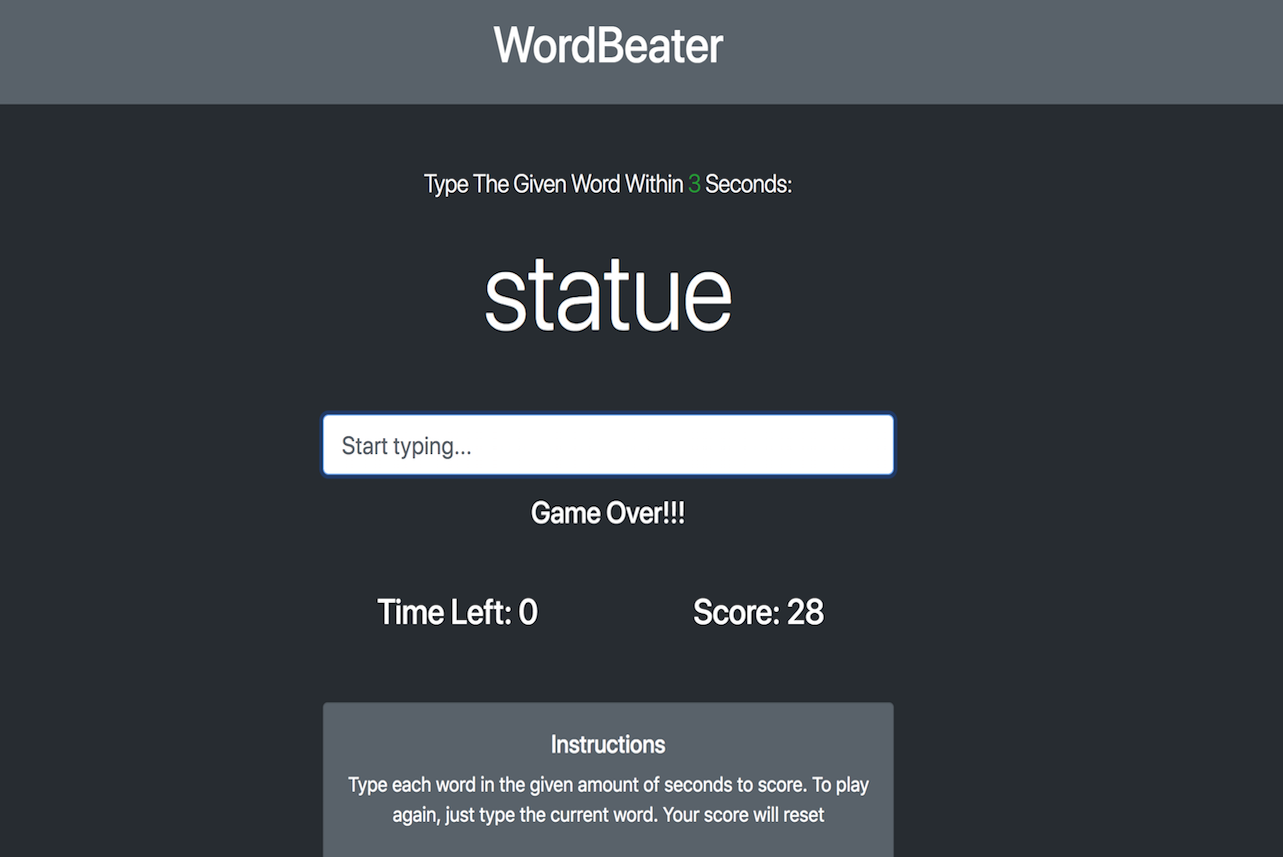 WordBeater
Type The Given Word Within 3 Seconds:
statue
Start typing...
Game Over!!!
Time Left: 0 Score: 28
Instructions
Type each word in the given amount of seconds to score. To play
again, just type the current word. Your score will reset